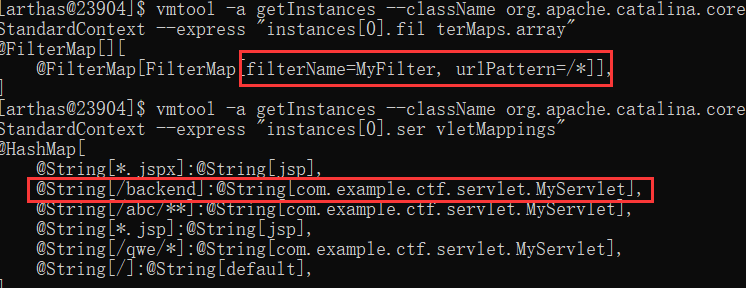 [arthas@23904]$ vmtool -a getInstances --className org.apache.catalina.core
StandardContext --express "instances[0].fil terMaps.array"
@FilterMap[][
@FilterMap[FilterMap[filterName=MyFilter, urlPattern=/*]],
]
[arthas@23904]$ vmtool -a getInstances --className org.apache.catalina.core
StandardContext --express "instances[0].ser vletMappings"
@HashMap[
@String[*.jspx]:@String[jsp],
@String[/backend]:@String[com.example.ctf.servlet.MyServlet],
@String[/abc/**]:@String[com.example.ctf.servlet.MyServlet],
@String[*.jsp]:@String[jsp],
@String[/qwe/*]:@String[com.example.ctf.servlet.MyServlet],
@String[/]:@String[default],
]